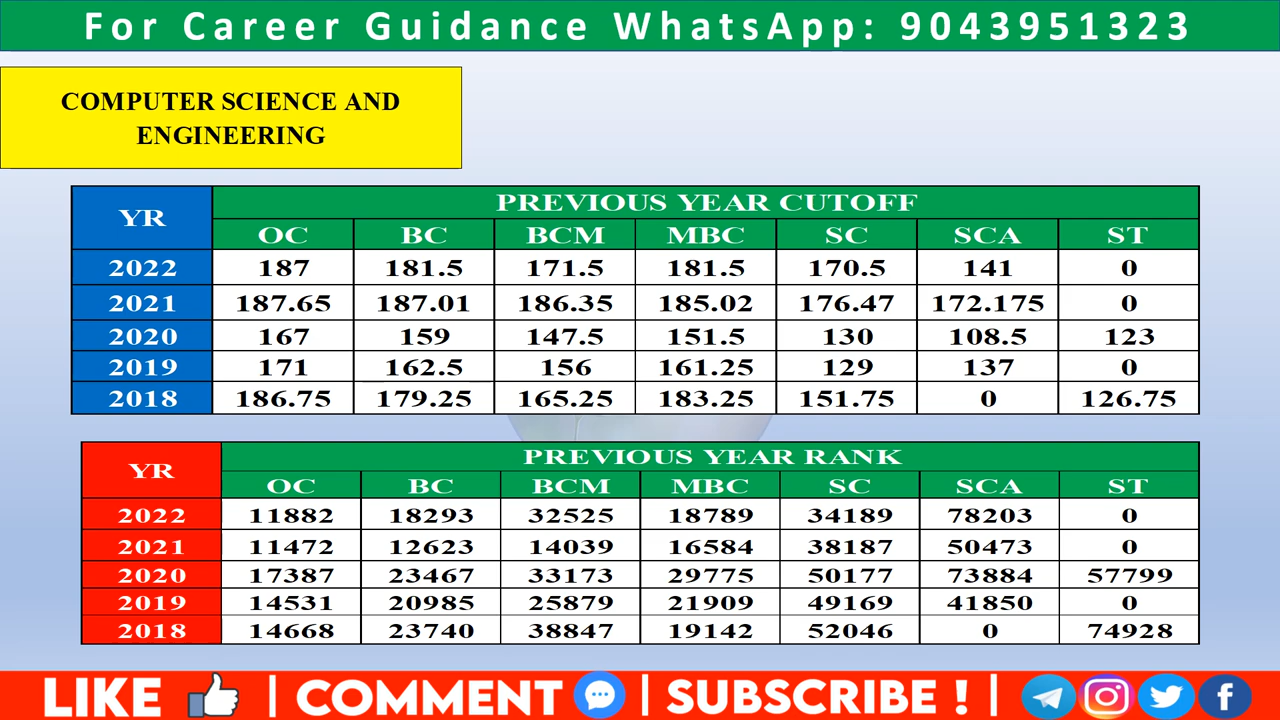 For Career Guidance WhatsApp: 9043951323
COMPUTER SCIENCE AND
ENGINEERING
YR PREVIOUS YEAR CUTOFF
OC BC BCM MBC SC SCA ST
2022 187 181.5 171.5 181.5 170.5 141 0
2021 187.65 187.01 186.35 185.02 176.47 172.175 0
2020 167 159 147.5 151.5 130 108.5 123
2019 171 162.5 156 161.25 129 137 0
2018 186.75 179.25 165.25 183.25 151.75 0 126.75
YR PREVIOUS YEAR RANK
OC BC BCM MBC SC SCA ST
2022 11882 18293 32525 18789 34189 78203 0
2021 11472 12623 14039 16584 38187 50473 0
2020 17387 23467 33173 29775 50177 73884 57799
2019 14531 20985 25879 21909 49169 41850 0
2018 14668 23740 38847 19142 52046 0 74928
LIKE | COMMENT | SUBSCRIBE ! |